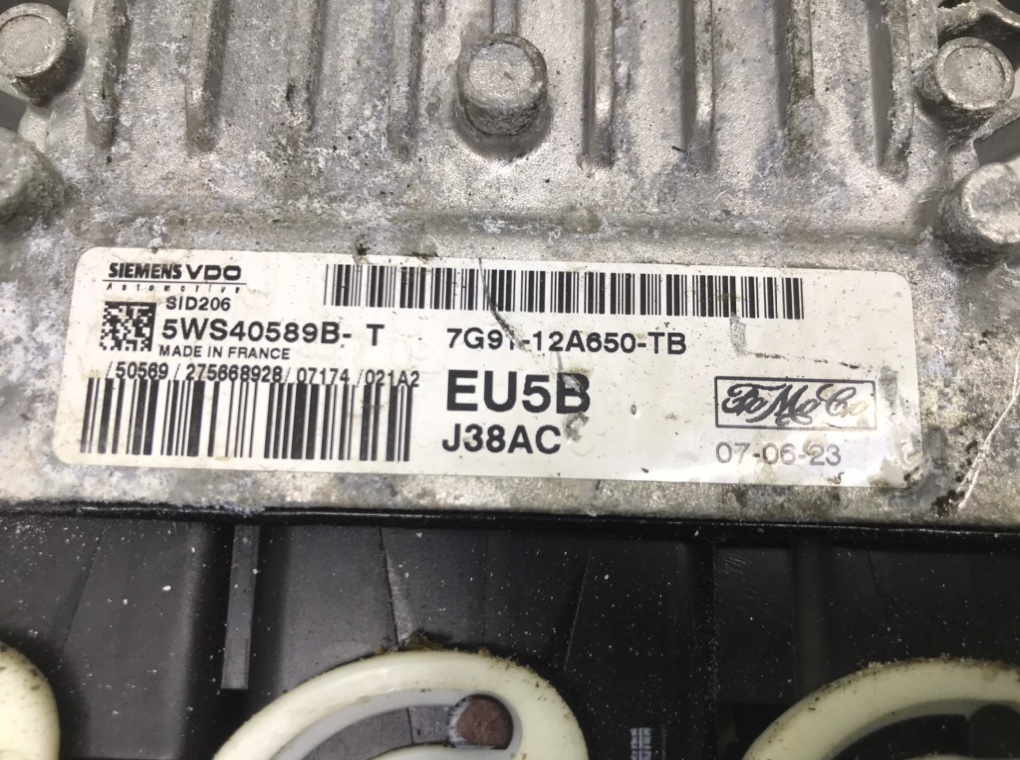 SIEMENS VDO
Automotive
SID206
5WS40589B- T 7G91-12A650-TB
MADE IN FRANCE
/50569 /275668928/07174 /021A2
EU5B
FoMoCo
J38AC
07-06-23